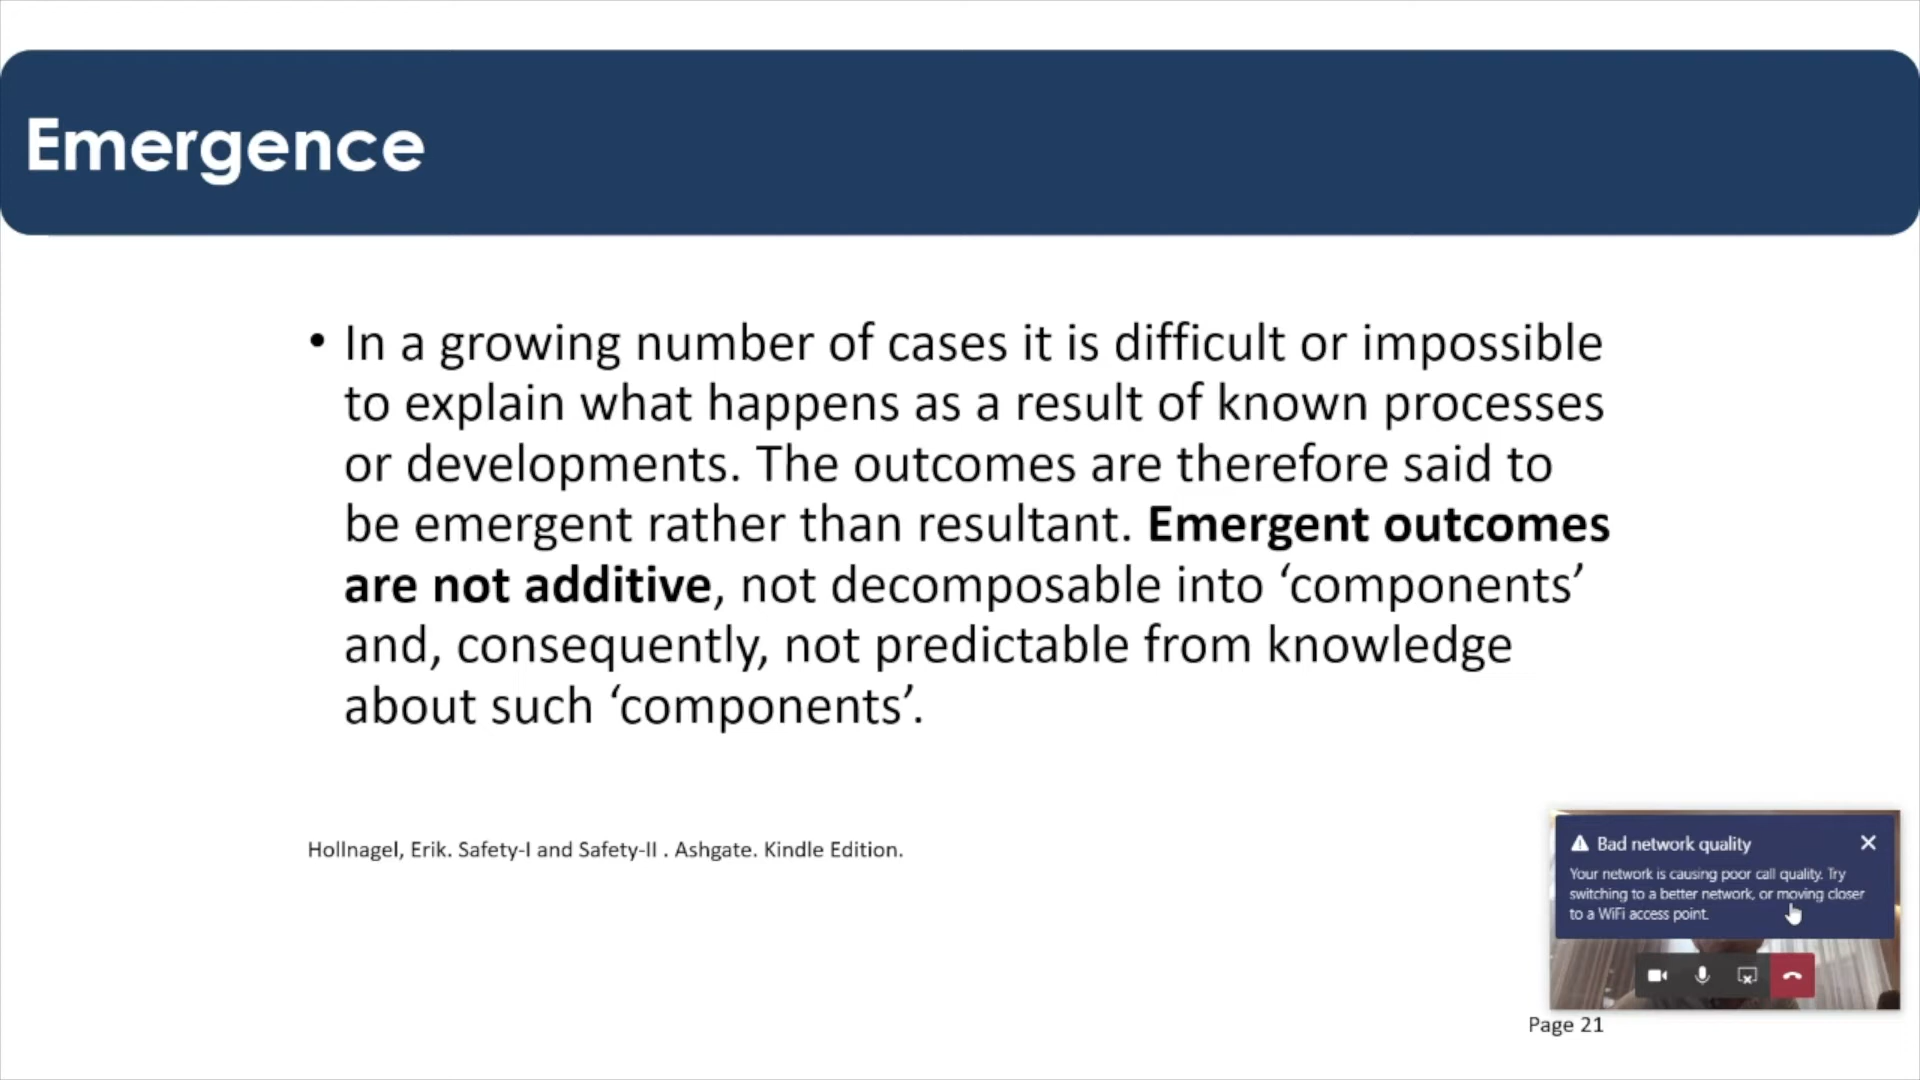 Emergence
• In a growing number of cases it is difficult or impossible
to explain what happens as a result of known processes
or developments. The outcomes are therefore said to
be emergent rather than resultant. Emergent outcomes
are not additive, not decomposable into ‘components’
and, consequently, not predictable from knowledge
about such ‘components’.
Hollnagel, Erik. Safety-I and Safety-II . Ashgate. Kindle Edition.
Bad network quality
Your network is causing poor call quality. Try
switching to a better network, or moving closer
to a WiFi access point.
Page 21